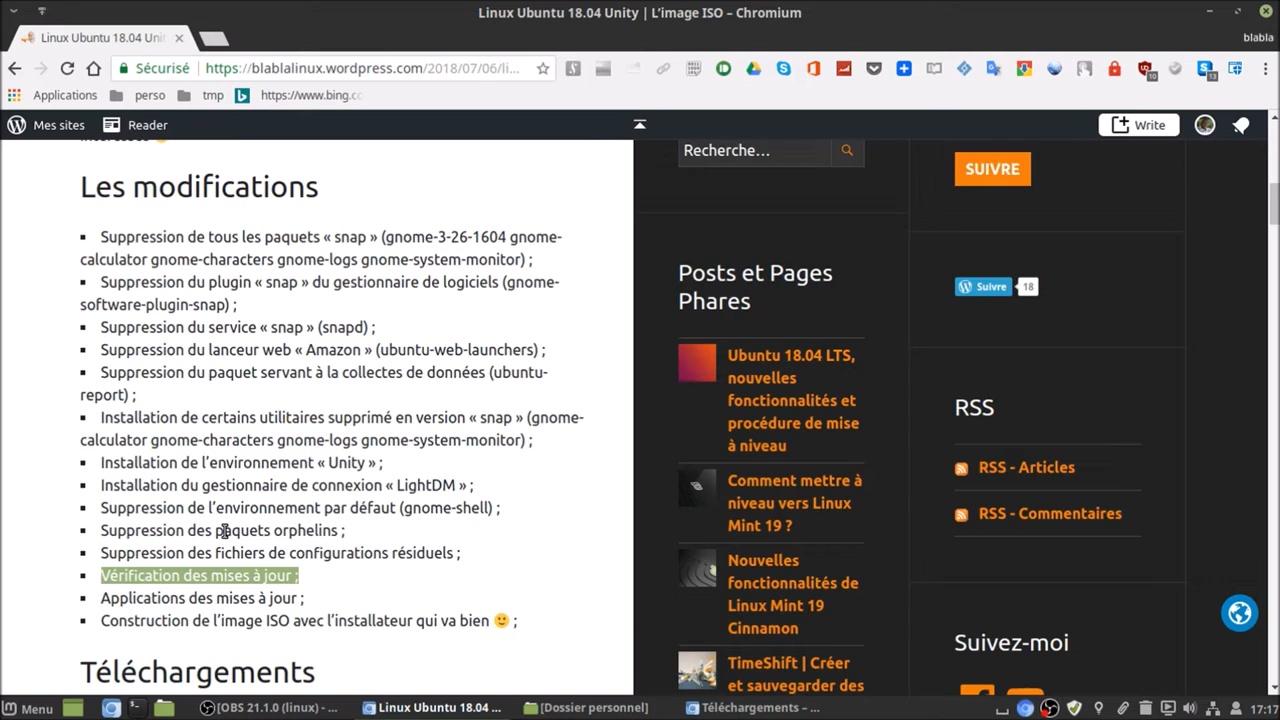 Linux Ubuntu 18.04 Unity | L’image ISO – Chromium
Linux Ubuntu 18.04 Unit
blabla
Sécurisé
https://blablalinux.wordpress.com/2018/07/06/li...
10
13
Applications
perso
tmp
https://www.bing.co
Mes sites
Reader
Write
Les modifications
Suppression de tous les paquets « snap » (gnome-3-26-1604 gnome-
calculator gnome-characters gnome-logs gnome-system-monitor) ;
Suppression du plugin « snap » du gestionnaire de logiciels (gnome-
software-plugin-snap) ;
Suppression du service « snap » (snapd) ;
Suppression du lanceur web « Amazon » (ubuntu-web-launchers) ;
Suppression du paquet servant à la collectes de données (ubuntu-
report) ;
Installation de certains utilitaires supprimé en version « snap » (gnome-
calculator gnome-characters gnome-logs gnome-system-monitor) ;
Installation de l’environnement « Unity » ;
Installation du gestionnaire de connexion « LightDM » ;
Suppression de l’environnement par défaut (gnome-shell) ;
Suppression des paquets orphelins ;
Suppression des fichiers de configurations résiduels ;
Vérification des mises à jour ;
Applications des mises à jour ;
Construction de l’image ISO avec l’installateur qui va bien 🙂 ;
Téléchargements
Recherche…
Posts et Pages
Phares
Ubuntu 18.04 LTS,
nouvelles
fonctionnalités et
procédure de mise
à niveau
Comment mettre à
niveau vers Linux
Mint 19 ?
Nouvelles
fonctionnalités de
Linux Mint 19
Cinnamon
TimeShift | Créer
et sauvegarder des
SUIVRE
Suivre
18
RSS
RSS - Articles
RSS - Commentaires
Suivez-moi
Menu
[OBS 21.1.0 (linux) - ...
Linux Ubuntu 18.04 ...
[Dossier personnel]
Téléchargements – ...
17:17